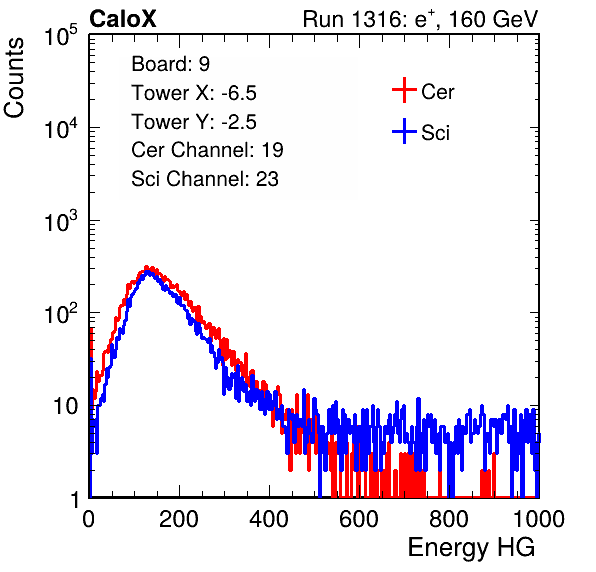 CaloX Run 1316: e+, 160 GeV
Counts
10^5
10^4
10^3
10^2
10
1
Board: 9
Tower X: -6.5
Tower Y: -2.5
Cer Channel: 19
Sci Channel: 23
Cer
Sci
0 200 400 600 800 1000
Energy HG